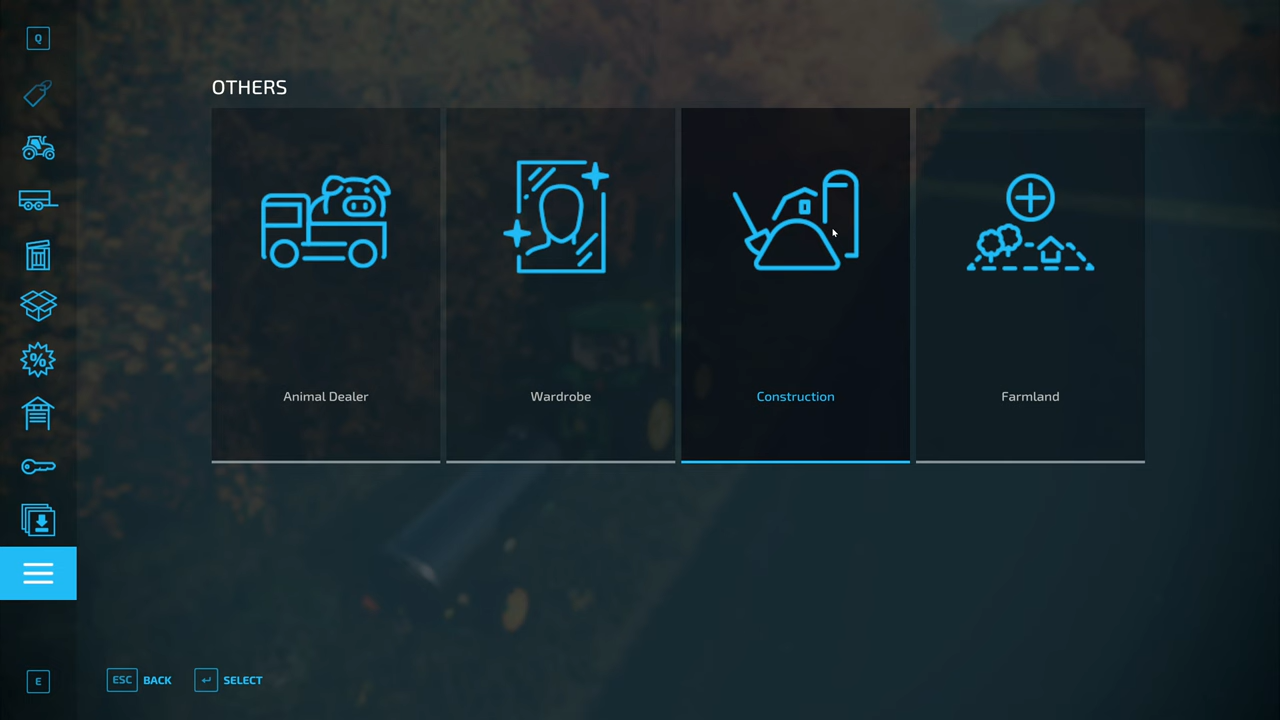 Q
OTHERS
Animal Dealer
Wardrobe
Construction
Farmland
%
E
ESC BACK
↵ SELECT